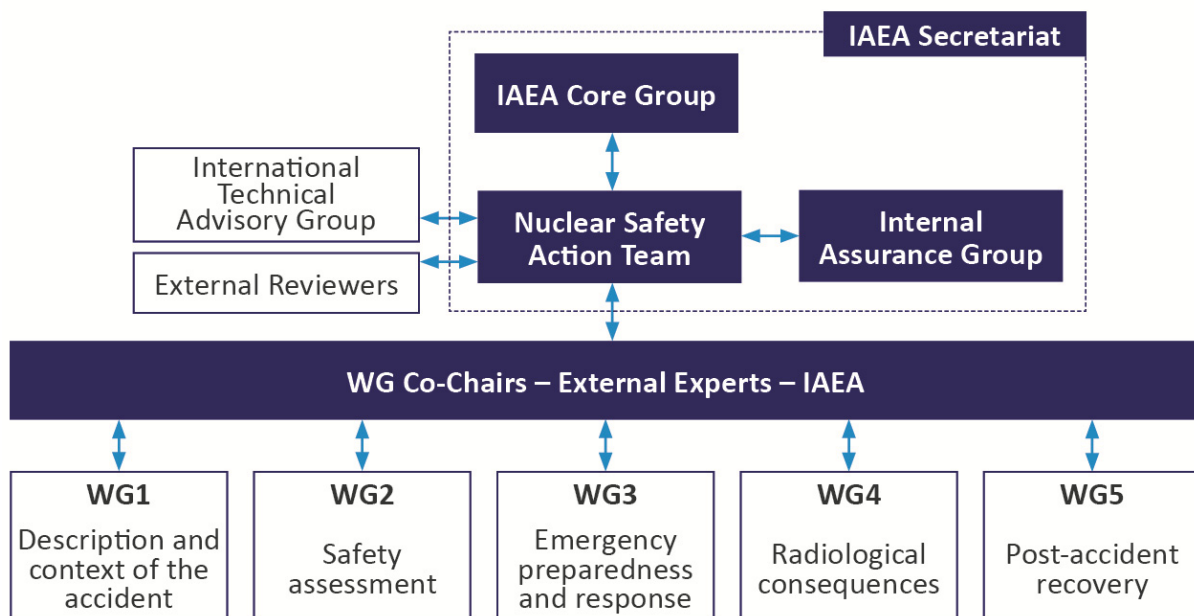 IAEA Secretariat
IAEA Core Group
International
Technical
Advisory Group
Nuclear Safety
Action Team
Internal
Assurance Group
External Reviewers
WG Co-Chairs – External Experts – IAEA
WG1
Description and
context of the
accident
WG2
Safety
assessment
WG3
Emergency
preparedness
and response
WG4
Radiological
consequences
WG5
Post-accident
recovery